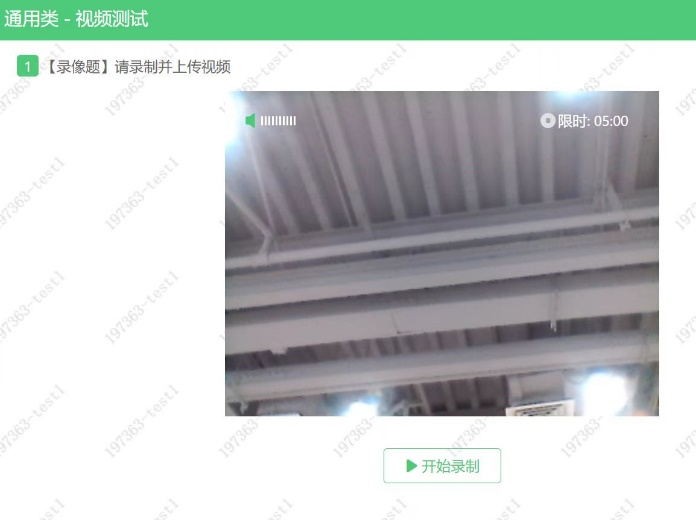 通用类 - 视频测试
1 【录像题】请录制并上传视频
限时: 05:00
开始录制
197363-test1